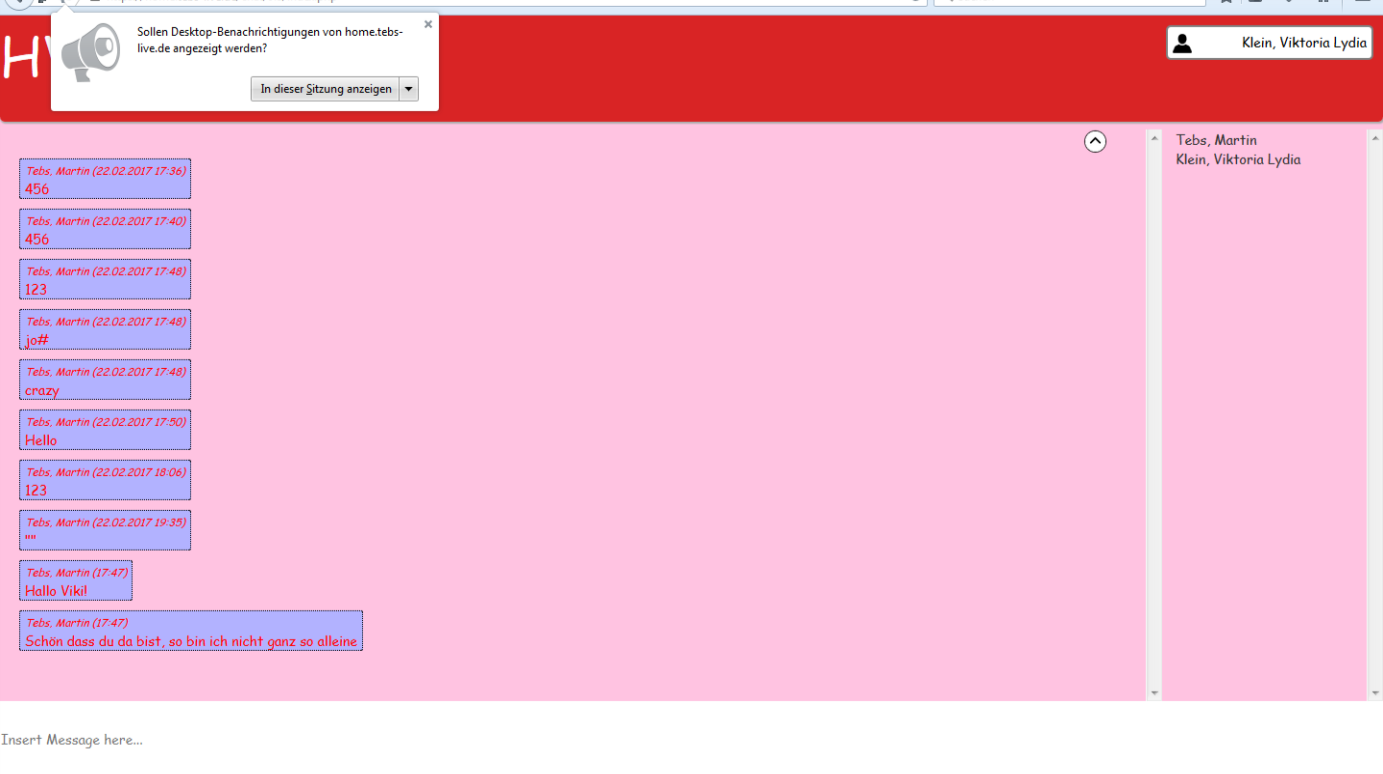 Sollen Desktop-Benachrichtigungen von home.tebs-
live.de angezeigt werden?
In dieser Sitzung anzeigen
Klein, Viktoria Lydia
Tebs, Martin
Klein, Viktoria Lydia
Tebs, Martin (22.02.2017 17:36)
456
Tebs, Martin (22.02.2017 17:40)
456
Tebs, Martin (22.02.2017 17:48)
123
Tebs, Martin (22.02.2017 17:48)
jo#
Tebs, Martin (22.02.2017 17:48)
crazy
Tebs, Martin (22.02.2017 17:50)
Hello
Tebs, Martin (22.02.2017 18:06)
123
Tebs, Martin (22.02.2017 19:35)
""
Tebs, Martin (17:47)
Hallo Viki!
Tebs, Martin (17:47)
Schön dass du da bist, so bin ich nicht ganz so alleine
Insert Message here...